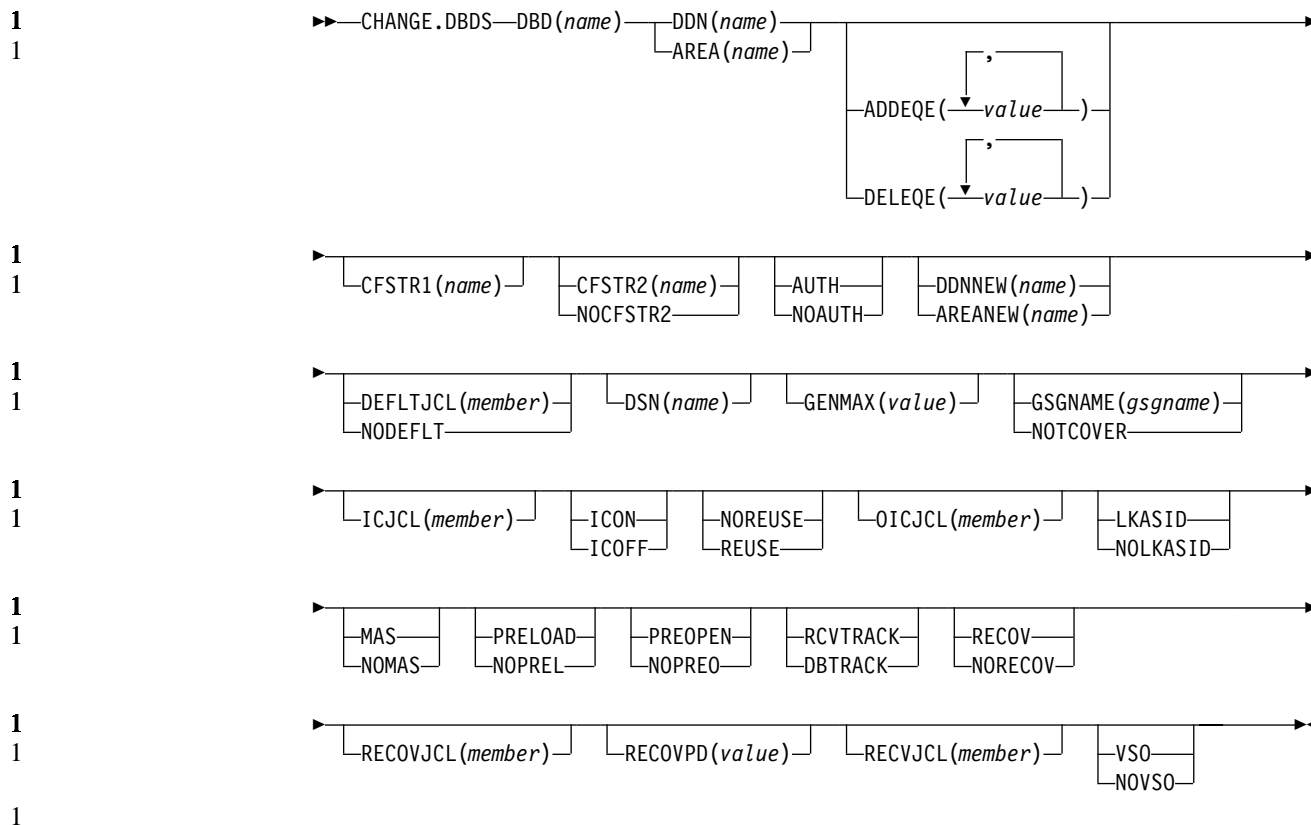 1 ►►—CHANGE.DBDS—DBD(name)—DDN(name)—►
1 AREA(name)
,
ADDEQE(value)
,
DELEQE(value)
1 ►
1 CFSTR1(name) CFSTR2(name) AUTH DDNNEW(name)
NOCFSTR2 NOAUTH AREANEW(name)
1 ►
1 DEFLTJCL(member) DSN(name) GENMAX(value) GSGNAME(gsgname)
NODEFLT NOTCOVER
1 ►
1 ICJCL(member) ICON NOREUSE OICJCL(member) LKASID
ICOFF REUSE NOLKASID
1 ►
1 MAS PRELOAD PREOPEN RCVTRACK RECOV
NOMAS NOPREL NOPREO DBTRACK NORECOV
1 ►
1 RECOVJCL(member) RECOVPD(value) RECVJCL(member) VSO
NOVSO
1